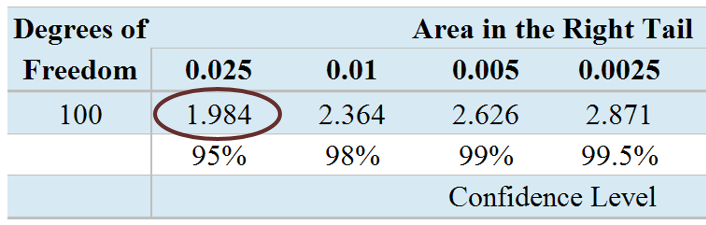 Degrees of Area in the Right Tail
Freedom 0.025 0.01 0.005 0.0025
100 1.984 2.364 2.626 2.871
95% 98% 99% 99.5%
Confidence Level